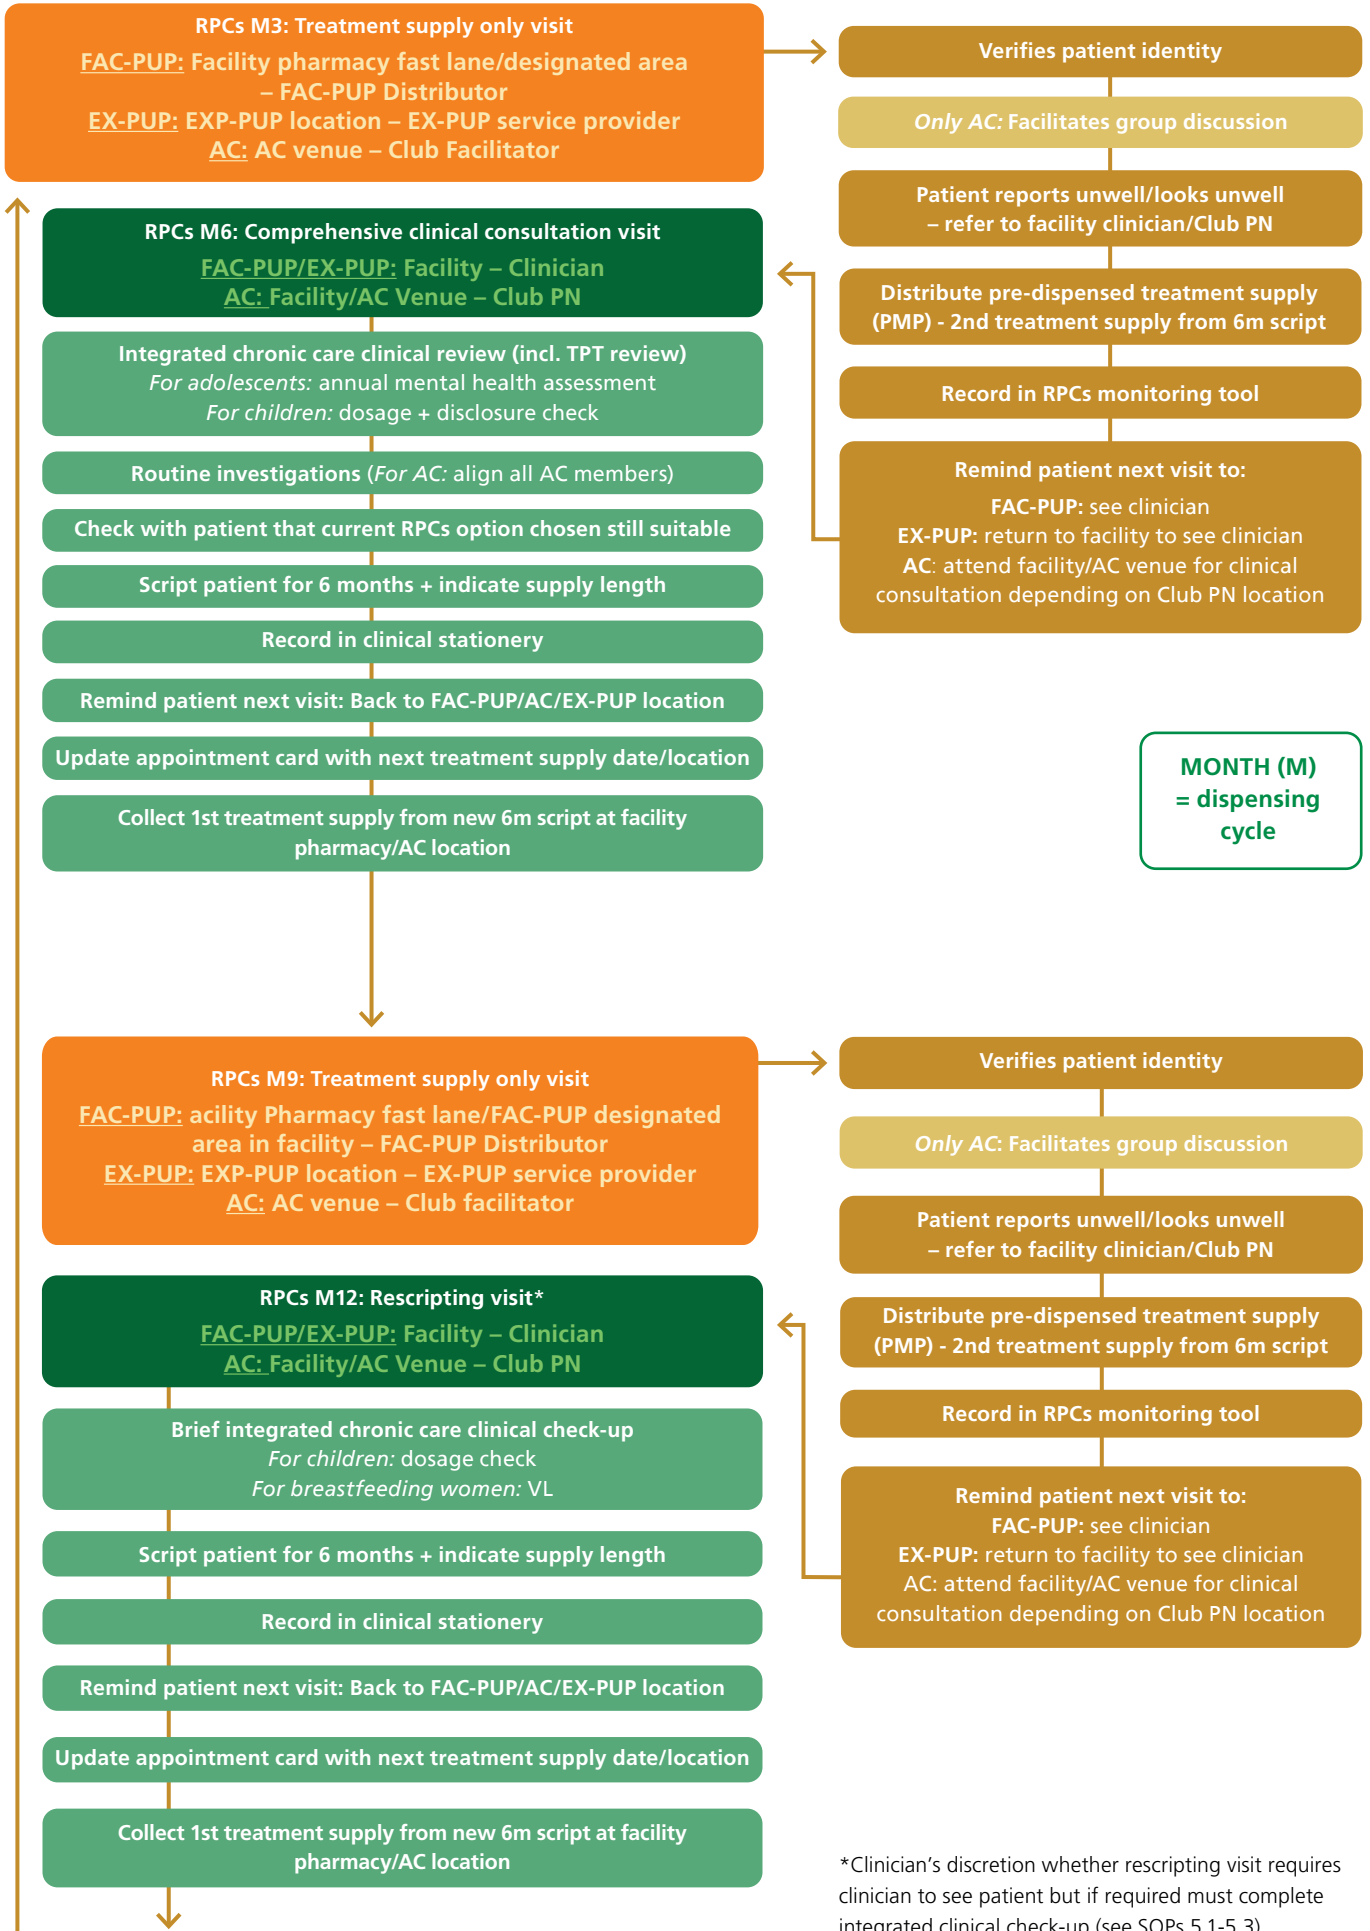 RPCs M3: Treatment supply only visit
FAC-PUP: Facility pharmacy fast lane/designated area
– FAC-PUP Distributor
EX-PUP: EXP-PUP location – EX-PUP service provider
AC: AC venue – Club Facilitator
Verifies patient identity
Only AC: Facilitates group discussion
Patient reports unwell/looks unwell
– refer to facility clinician/Club PN
Distribute pre-dispensed treatment supply
(PMP) - 2nd treatment supply from 6m script
Record in RPCs monitoring tool
Remind patient next visit to:
FAC-PUP: see clinician
EX-PUP: return to facility to see clinician
AC: attend facility/AC venue for clinical
consultation depending on Club PN location
RPCs M6: Comprehensive clinical consultation visit
FAC-PUP/EX-PUP: Facility – Clinician
AC: Facility/AC Venue – Club PN
Integrated chronic care clinical review (incl. TPT review)
For adolescents: annual mental health assessment
For children: dosage + disclosure check
Routine investigations (For AC: align all AC members)
Check with patient that current RPCs option chosen still suitable
Script patient for 6 months + indicate supply length
Record in clinical stationery
Remind patient next visit: Back to FAC-PUP/AC/EX-PUP location
Update appointment card with next treatment supply date/location
Collect 1st treatment supply from new 6m script at facility
pharmacy/AC location
MONTH (M)
= dispensing
cycle
RPCs M9: Treatment supply only visit
FAC-PUP: acility Pharmacy fast lane/FAC-PUP designated
area in facility – FAC-PUP Distributor
EX-PUP: EXP-PUP location – EX-PUP service provider
AC: AC venue – Club facilitator
Verifies patient identity
Only AC: Facilitates group discussion
Patient reports unwell/looks unwell
– refer to facility clinician/Club PN
Distribute pre-dispensed treatment supply
(PMP) - 2nd treatment supply from 6m script
Record in RPCs monitoring tool
Remind patient next visit to:
FAC-PUP: see clinician
EX-PUP: return to facility to see clinician
AC: attend facility/AC venue for clinical
consultation depending on Club PN location
RPCs M12: Rescripting visit*
FAC-PUP/EX-PUP: Facility – Clinician
AC: Facility/AC Venue – Club PN
Brief integrated chronic care clinical check-up
For children: dosage check
For breastfeeding women: VL
Script patient for 6 months + indicate supply length
Record in clinical stationery
Remind patient next visit: Back to FAC-PUP/AC/EX-PUP location
Update appointment card with next treatment supply date/location
Collect 1st treatment supply from new 6m script at facility
pharmacy/AC location
*Clinician's discretion whether rescripting visit requires
clinician to see patient but if required must complete
integrated clinical check-up (see SOPs 5.1-5.3)